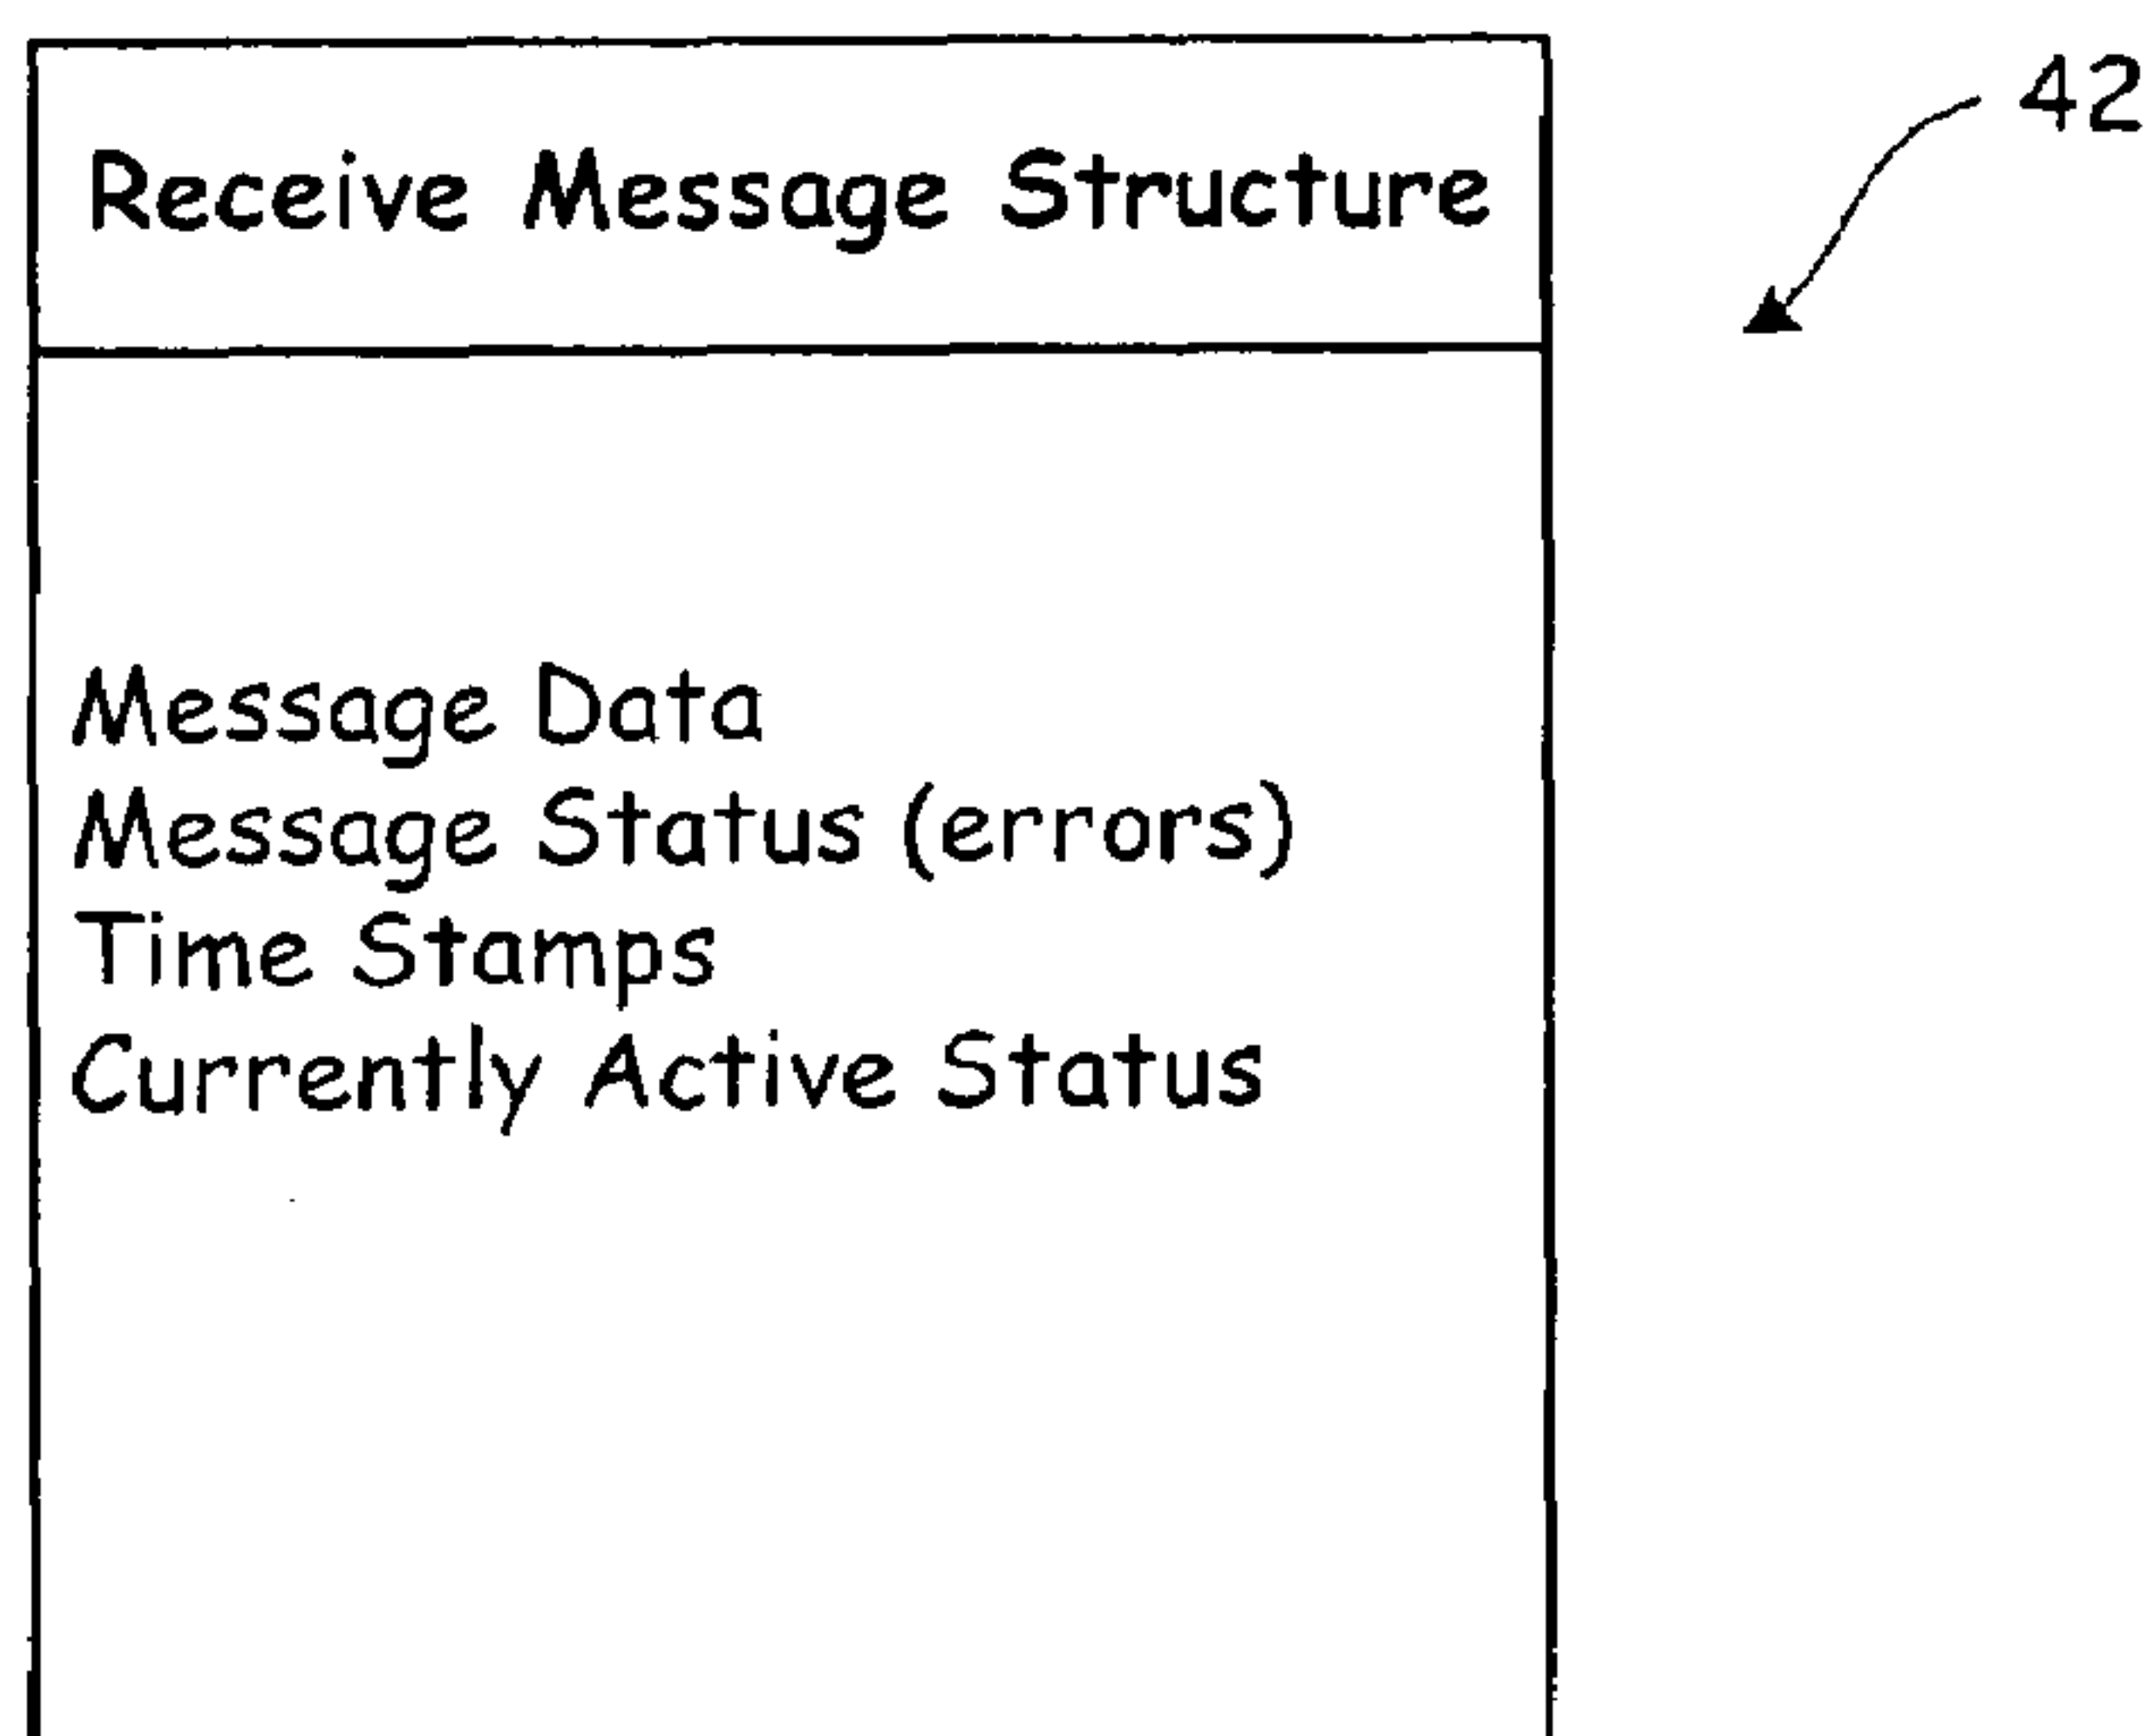 Receive Message Structure
42
Message Data
Message Status (errors)
Time Stamps
Currently Active Status